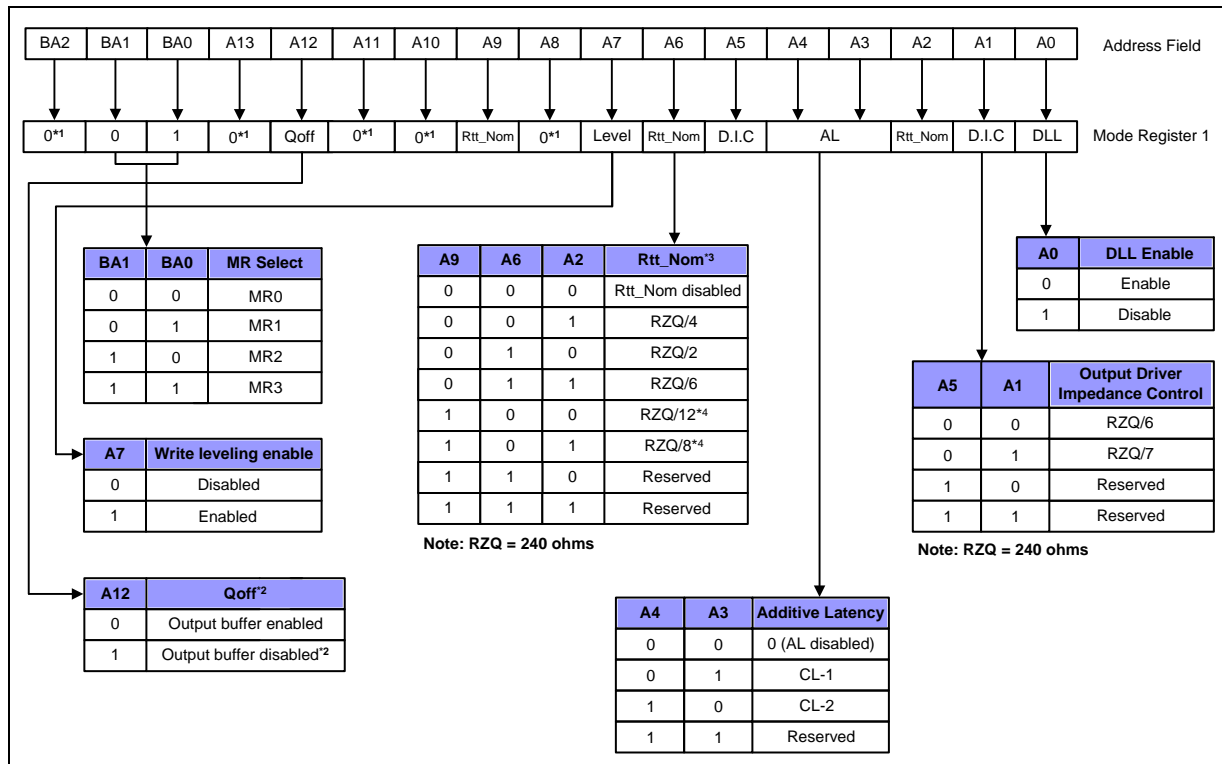 BA2 BA1 BA0 A13 A12 A11 A10 A9 A8 A7 A6 A5 A4 A3 A2 A1 A0 Address Field
0*1 0 1 0*1 Qoff 0*1 0*1 Rtt_Nom 0*1 Level Rtt_Nom D.I.C AL Rtt_Nom D.I.C DLL Mode Register 1
BA1 BA0 MR Select
0 0 MR0
0 1 MR1
1 0 MR2
1 1 MR3
A7 Write leveling enable
0 Disabled
1 Enabled
A12 Qoff*2
0 Output buffer enabled
1 Output buffer disabled*2
A9 A6 A2 Rtt_Nom*3
0 0 0 Rtt_Nom disabled
0 0 1 RZQ/4
0 1 0 RZQ/2
0 1 1 RZQ/6
1 0 0 RZQ/12*4
1 0 1 RZQ/8*4
1 1 0 Reserved
1 1 1 Reserved
Note: RZQ = 240 ohms
A4 A3 Additive Latency
0 0 0 (AL disabled)
0 1 CL-1
1 0 CL-2
1 1 Reserved
A0 DLL Enable
0 Enable
1 Disable
A5 A1 Output Driver
Impedance Control
0 0 RZQ/6
0 1 RZQ/7
1 0 Reserved
1 1 Reserved
Note: RZQ = 240 ohms